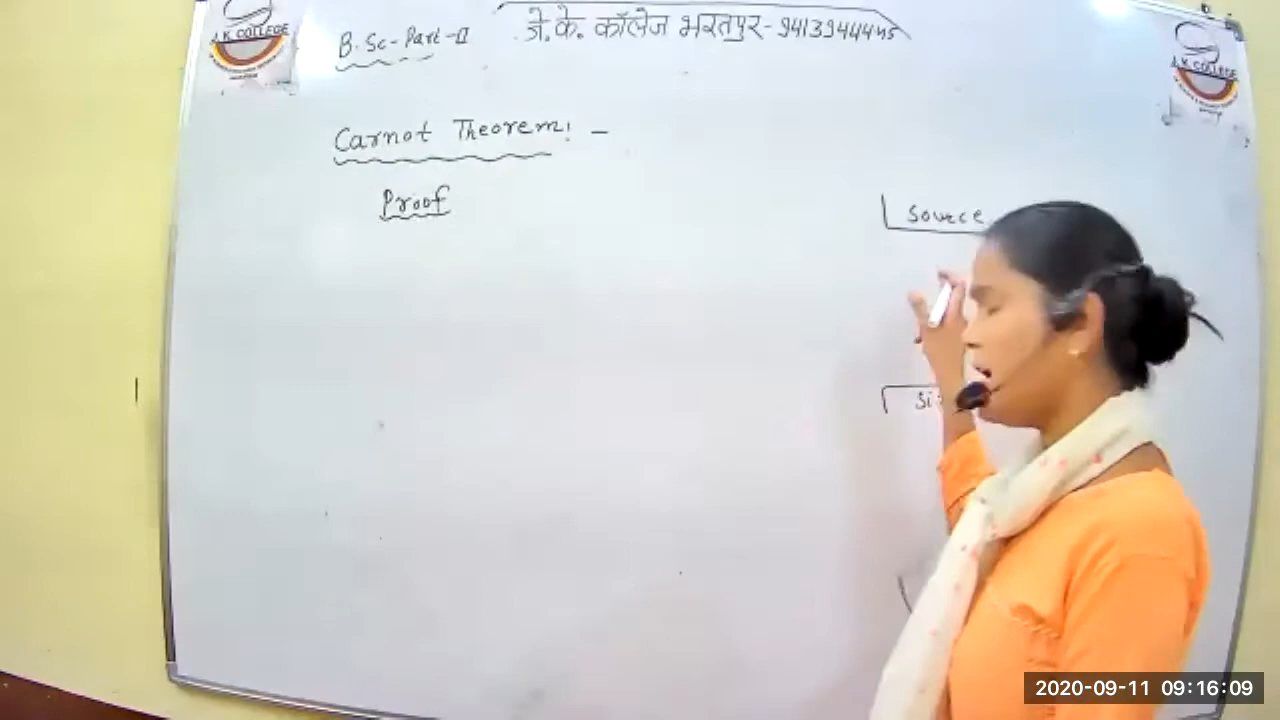 B.Sc-Part-II
जे.के. कॉलेज भरतपुर-9413944445
J.K COLLEGE
J.K COLLEGE
Carnot Theorem: -
Proof
Source
2020-09-11 09:16:09